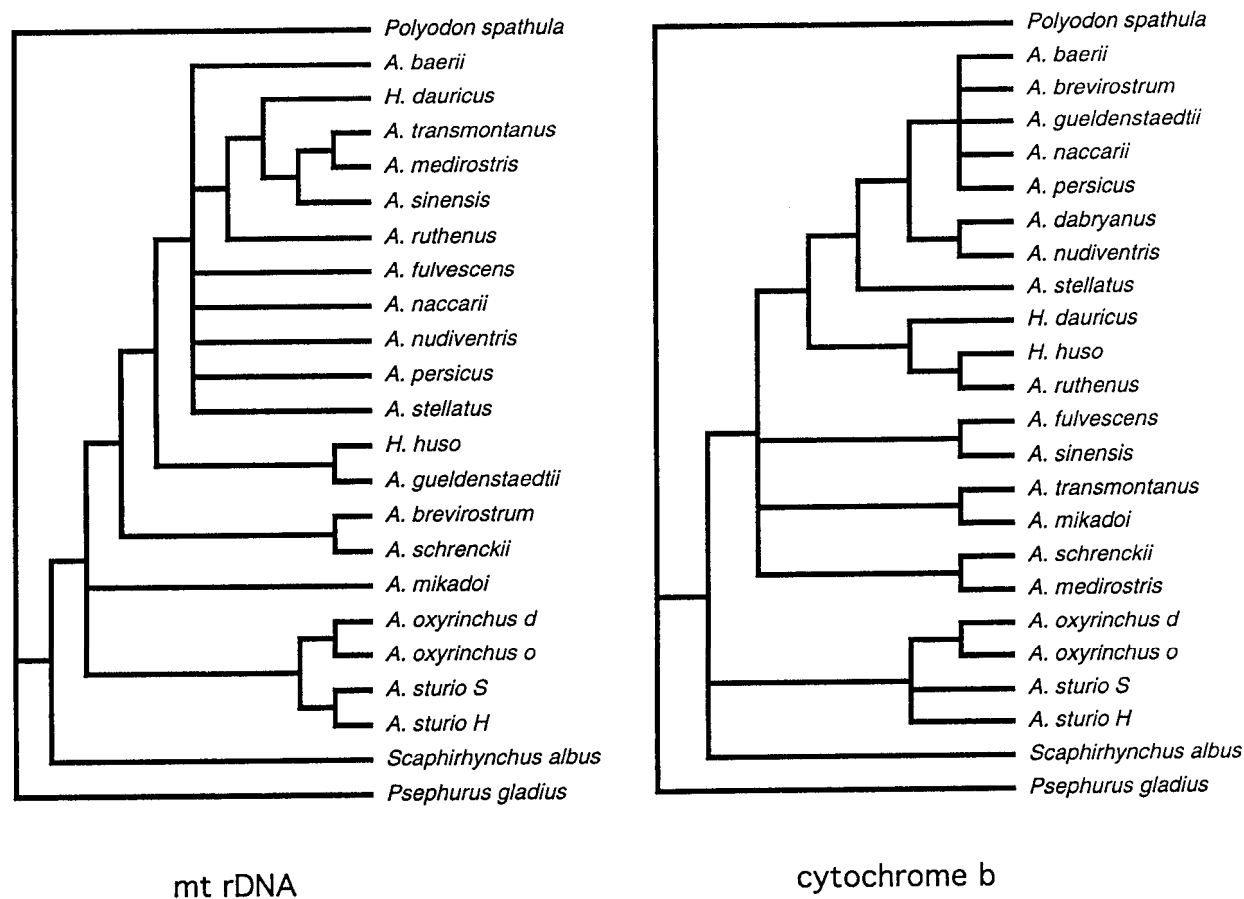 Polyodon spathula
A. baerii
H. dauricus
A. transmontanus
A. medirostris
A. sinensis
A. ruthenus
A. fulvescens
A. naccarii
A. nudiventris
A. persicus
A. stellatus
H. huso
A. gueldenstaedtii
A. brevirostrum
A. schrenckii
A. mikadoi
A. oxyrinchus d
A. oxyrinchus o
A. sturio S
A. sturio H
Scaphirhynchus albus
Psephurus gladius
mt rDNA
Polyodon spathula
A. baerii
A. brevirostrum
A. gueldenstaedtii
A. naccarii
A. persicus
A. dabryanus
A. nudiventris
A. stellatus
H. dauricus
H. huso
A. ruthenus
A. fulvescens
A. sinensis
A. transmontanus
A. mikadoi
A. schrenckii
A. medirostris
A. oxyrinchus d
A. oxyrinchus o
A. sturio S
A. sturio H
Scaphirhynchus albus
Psephurus gladius
cytochrome b